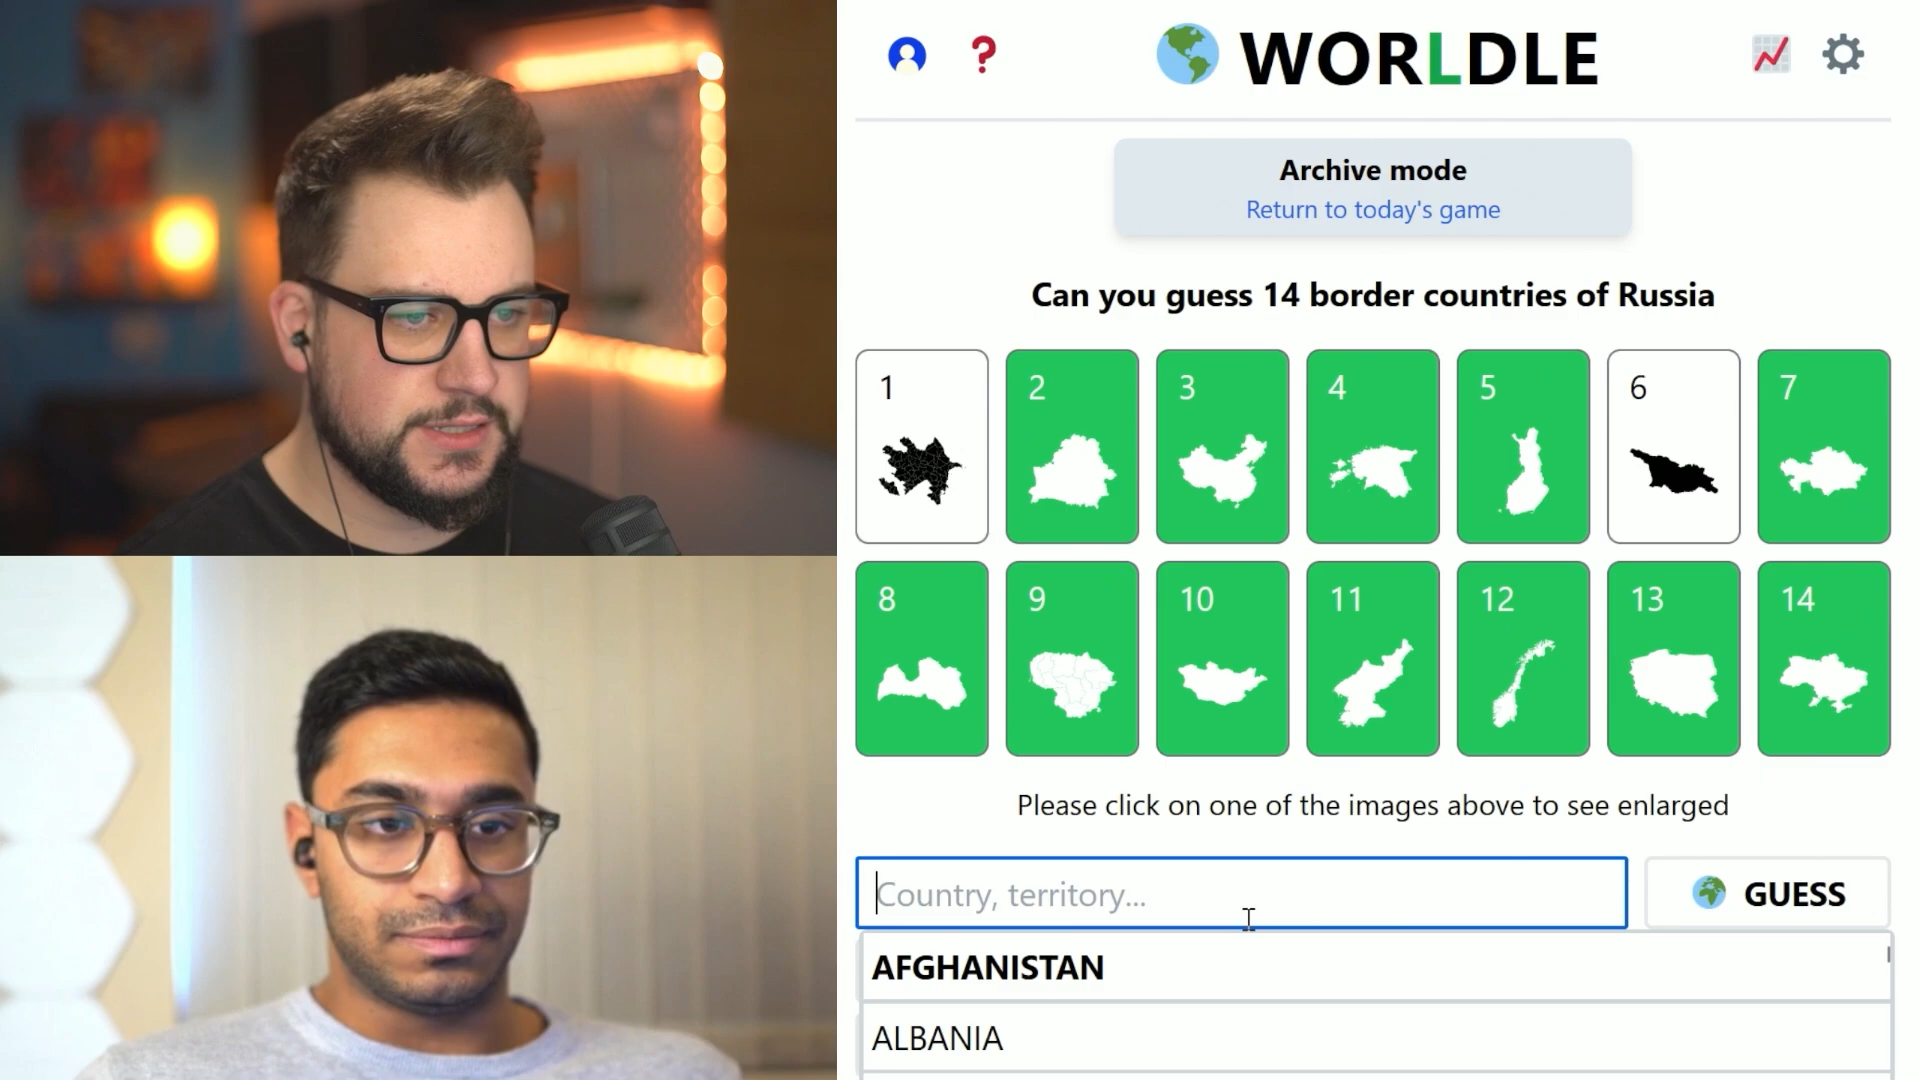 WORLDLE
Archive mode
Return to today's game
Can you guess 14 border countries of Russia
1
2
3
4
5
6
7
8
9
10
11
12
13
14
Please click on one of the images above to see enlarged
Country, territory...
GUESS
AFGHANISTAN
ALBANIA